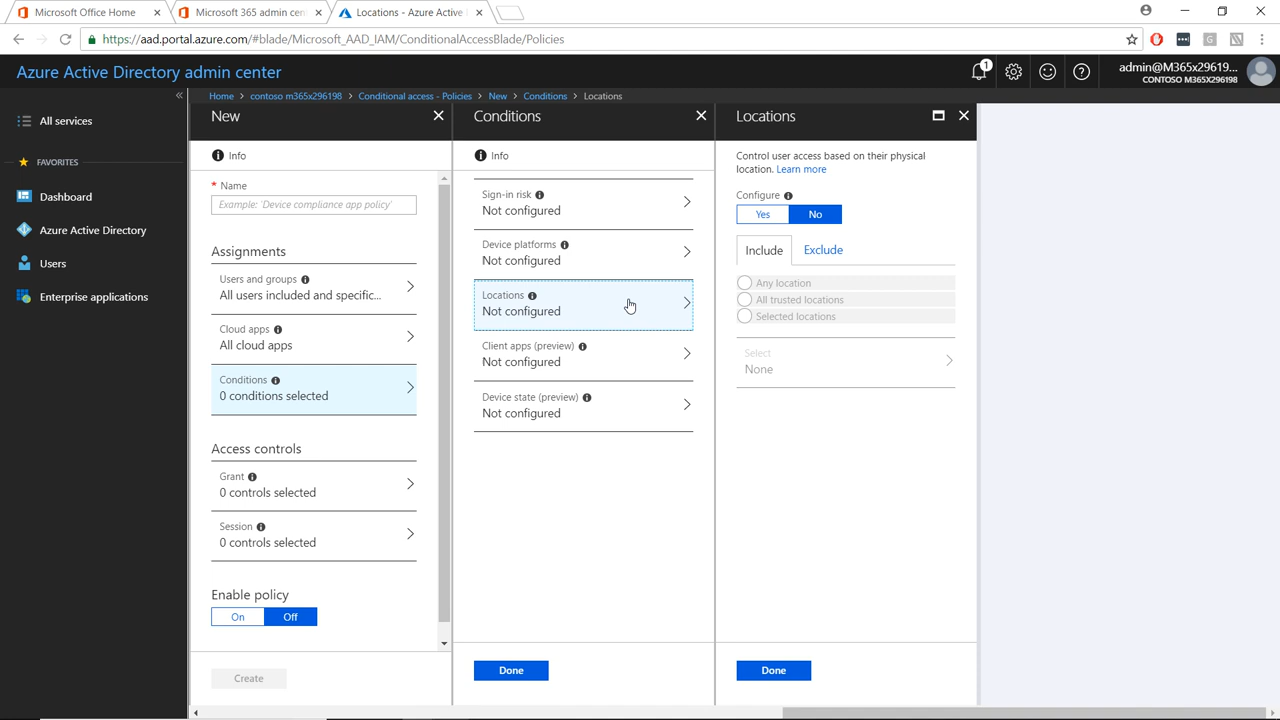 Microsoft Office Home
Microsoft 365 admin cen
Locations - Azure Active
https://aad.portal.azure.com/#blade/Microsoft_AAD_IAM/ConditionalAccessBlade/Policies
Azure Active Directory admin center
1
admin@M365x29619...
CONTOSO M365X296198
Home > contoso m365x296198 > Conditional access - Policies > New > Conditions > Locations
All services
FAVORITES
Dashboard
Azure Active Directory
Users
Enterprise applications
New
Info
* Name
Example: 'Device compliance app policy'
Assignments
Users and groups
All users included and specific...
Cloud apps
All cloud apps
Conditions
0 conditions selected
Access controls
Grant
0 controls selected
Session
0 controls selected
Enable policy
On Off
Create
Conditions
Info
Sign-in risk
Not configured
Device platforms
Not configured
Locations
Not configured
Client apps (preview)
Not configured
Device state (preview)
Not configured
Done
Locations
Control user access based on their physical
location. Learn more
Configure
Yes No
Include Exclude
Any location
All trusted locations
Selected locations
Select
None
Done